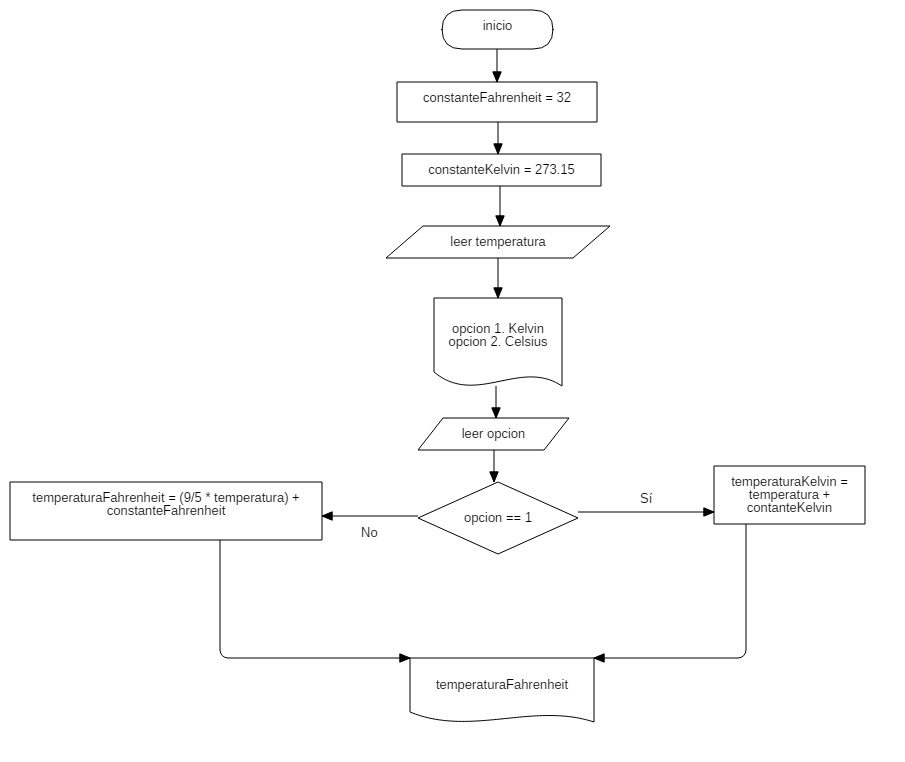 inicio
constanteFahrenheit = 32
constanteKelvin = 273.15
leer temperatura
opcion 1. Kelvin
opcion 2. Celsius
leer opcion
opcion == 1
No
Sí
temperaturaFahrenheit = (9/5 * temperatura) +
constanteFahrenheit
temperaturaKelvin =
temperatura +
contanteKelvin
temperaturaFahrenheit